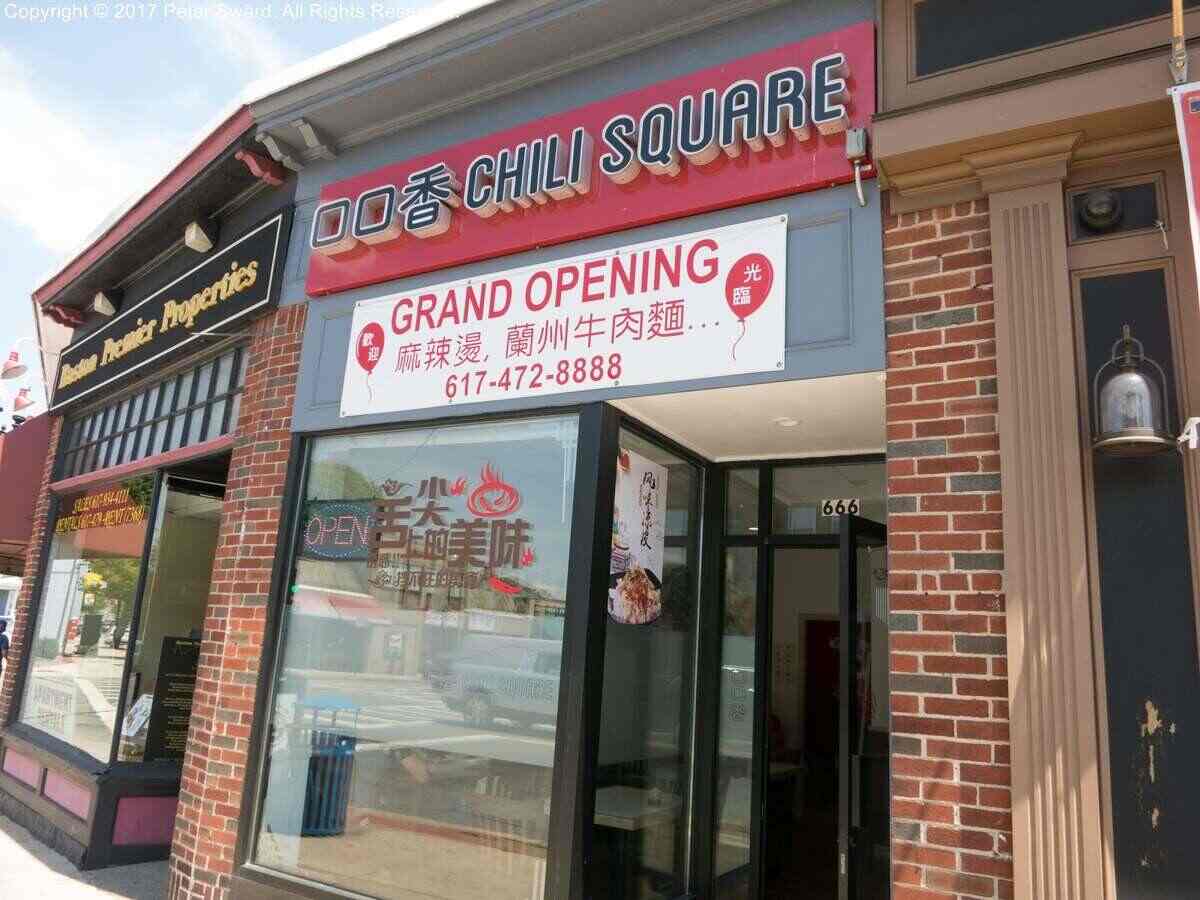 Copyright © 2017 Peter Sward. All Rights Reserved.
口口香 CHILI SQUARE
Boston Premier Properties
GRAND OPENING
歡迎
光臨
麻辣燙, 蘭州牛肉麵...
617-472-8888
OPEN
舌尖
上的美味
666